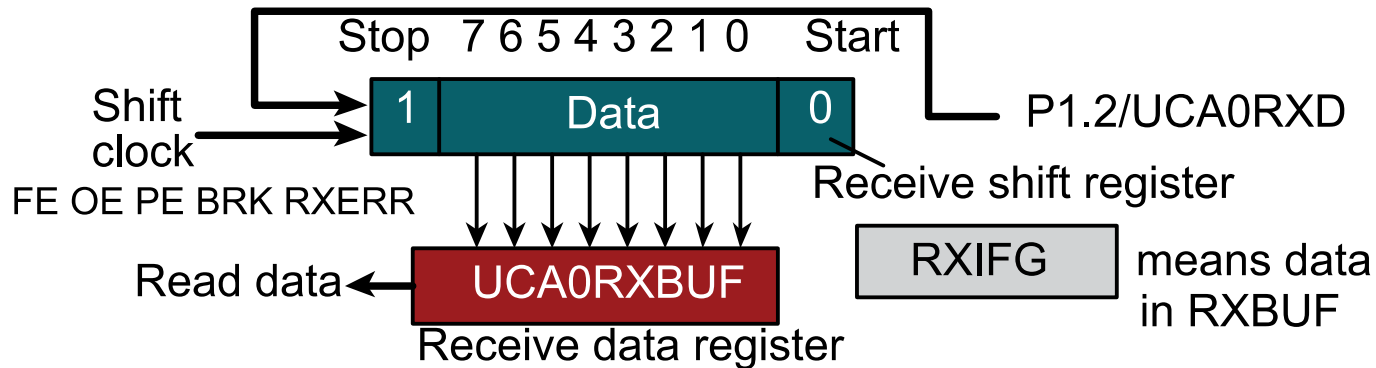 Stop 7 6 5 4 3 2 1 0 Start
Shift
clock
1 Data 0
P1.2/UCA0RXD
Receive shift register
FE OE PE BRK RXERR
Read data
UCA0RXBUF
Receive data register
RXIFG
means data
in RXBUF